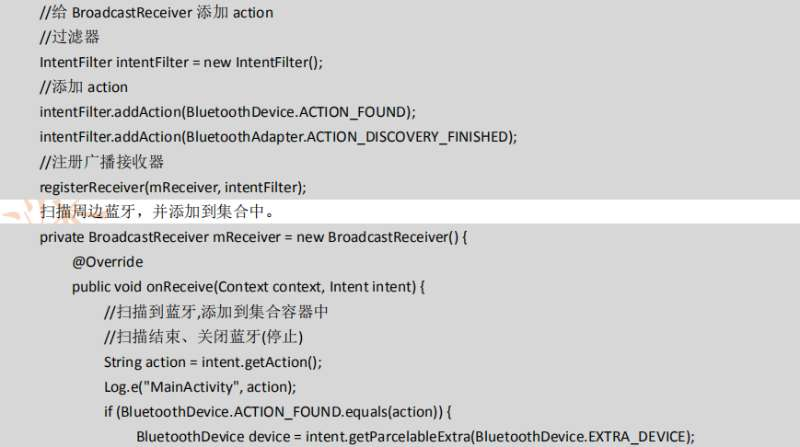 //给 BroadcastReceiver 添加 action
//过滤器
IntentFilter intentFilter = new IntentFilter();
//添加 action
intentFilter.addAction(BluetoothDevice.ACTION_FOUND);
intentFilter.addAction(BluetoothAdapter.ACTION_DISCOVERY_FINISHED);
//注册广播接收器
registerReceiver(mReceiver, intentFilter);
扫描周边蓝牙，并添加到集合中。
private BroadcastReceiver mReceiver = new BroadcastReceiver() {
@Override
public void onReceive(Context context, Intent intent) {
//扫描到蓝牙,添加到集合容器中
//扫描结束、关闭蓝牙(停止)
String action = intent.getAction();
Log.e("MainActivity", action);
if (BluetoothDevice.ACTION_FOUND.equals(action)) {
BluetoothDevice device = intent.getParcelableExtra(BluetoothDevice.EXTRA_DEVICE);